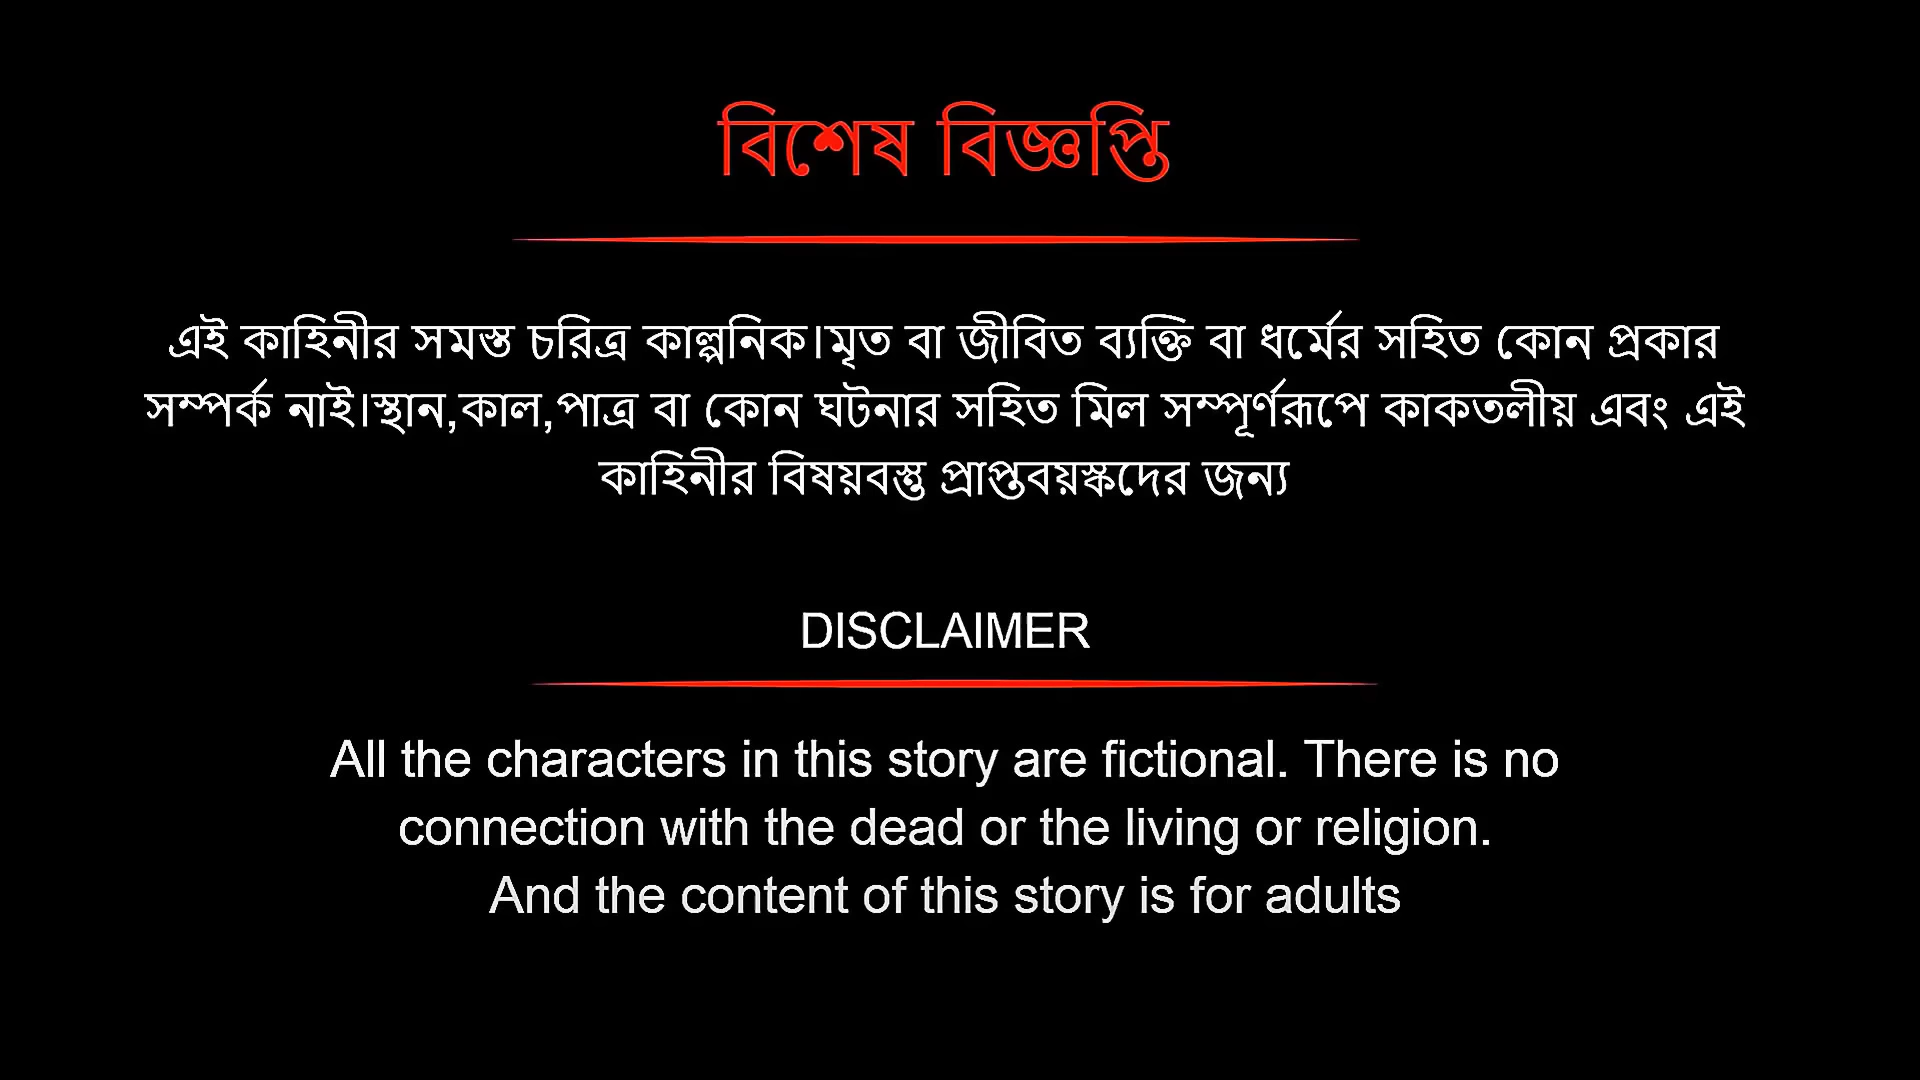 বিশেষ বিজ্ঞপ্তি
এই কাহিনীর সমস্ত চরিত্র কাল্পনিক।মৃত বা জীবিত ব্যক্তি বা ধর্মের সহিত কোন প্রকার
সম্পর্ক নাই।স্থান,কাল,পাত্র বা কোন ঘটনার সহিত মিল সম্পূর্ণরূপে কাকতলীয় এবং এই
কাহিনীর বিষয়বস্তু প্রাপ্তবয়স্কদের জন্য
DISCLAIMER
All the characters in this story are fictional. There is no
connection with the dead or the living or religion.
And the content of this story is for adults